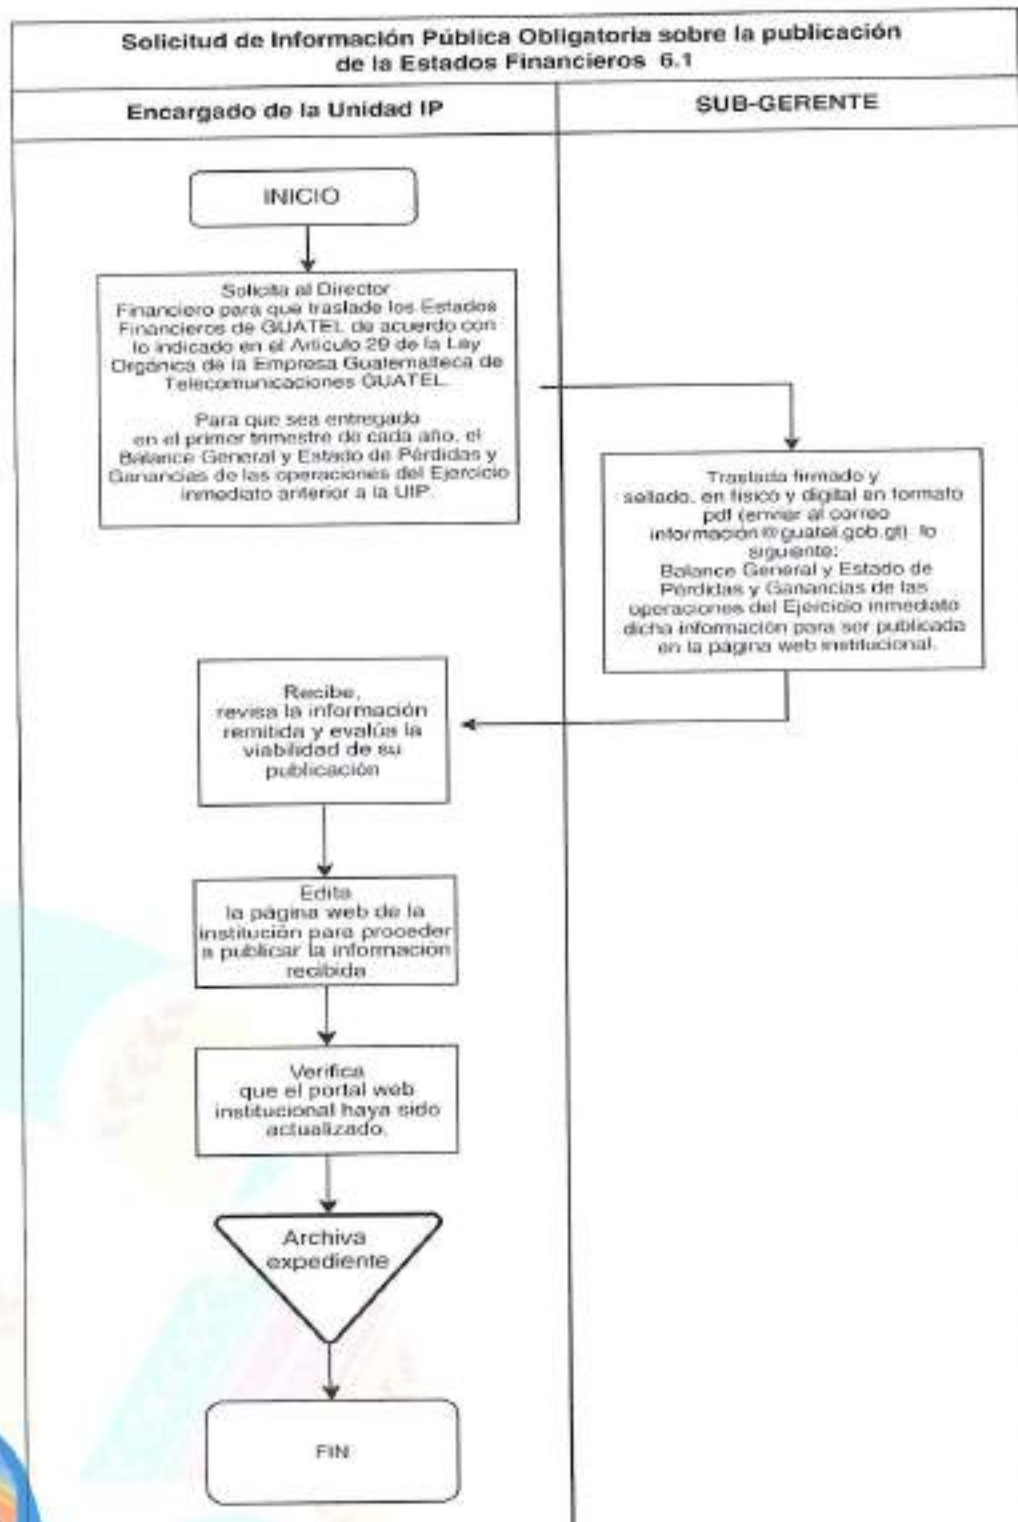 Solicitud de Información Pública Obligatoria sobre la publicación
de la Estados Financieros 6.1
Encargado de la Unidad IP
SUB-GERENTE
INICIO
Solicita al Director
Financiero para que traslade los Estados
Financieros de GUATEL de acuerdo con
lo indicado en el Artículo 29 de la Ley
Orgánica de la Empresa Guatemalteca de
Telecomunicaciones GUATEL.
Para que sea entregado
en el primer trimestre de cada año, el
Balance General y Estado de Pérdidas y
Ganancias de las operaciones del Ejercicio
inmediato anterior a la UIP.
Traslada firmado y
sellado, en físico y digital en formato
pdf (enviar al correo
información@guatel.gob.gt) lo
siguiente:
Balance General y Estado de
Pérdidas y Ganancias de las
operaciones del Ejercicio inmediato
dicha información para ser publicada
en la página web institucional.
Recibe,
revisa la información
remitida y evalúa la
viabilidad de su
publicación
Edita
la página web de la
institución para proceder
a publicar la información
recibida
Verifica
que el portal web
institucional haya sido
actualizado.
Archiva
expediente
FIN